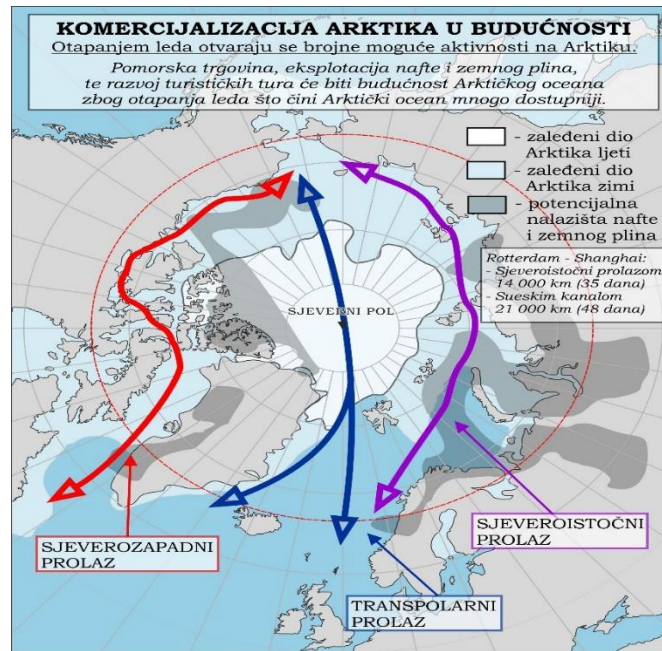 KOMERCIJALIZACIJA ARKTIKA U BUDUĆNOSTI
Otapanjem leda otvaraju se brojne moguće aktivnosti na Arktiku.
Pomorska trgovina, eksplotacija nafte i zemnog plina,
te razvoj turističkih tura će biti budućnost Arktičkog oceana
zbog otapanja leda što čini Arktički ocean mnogo dostupniji.
- zaleđeni dio
Arktika ljeti
- zaleđeni dio
Arktika zimi
- potencijalna
nalazišta nafte
i zemnog plina
Rotterdam - Shanghai:
- Sjeveroistočni prolazom
14 000 km (35 dana)
- Sueskim kanalom
21 000 km (48 dana)
SJEVERNI POL
SJEVEROZAPADNI
PROLAZ
SJEVEROISTOČNI
PROLAZ
TRANSPOLARNI
PROLAZ